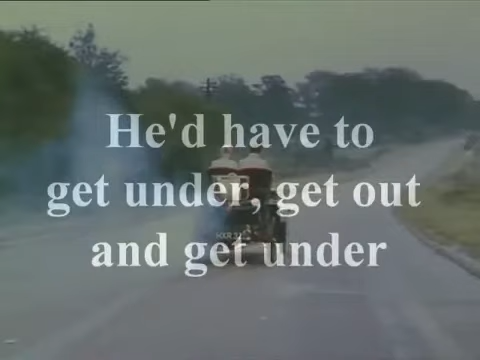 He'd have to
get under, get out
and get under